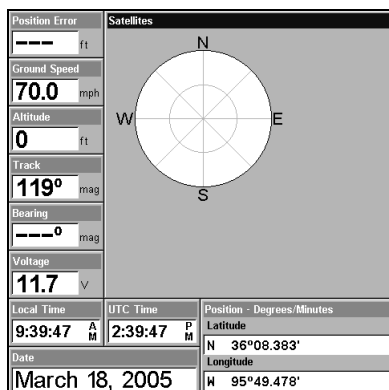 Position Error
--- ft
Ground Speed
70.0 mph
Altitude
0 ft
Track
119º mag
Bearing
---º mag
Voltage
11.7 V
Satellites
N
W E
S
Local Time
9:39:47 AM
UTC Time
2:39:47 PM
Date
March 18, 2005
Position - Degrees/Minutes
Latitude
N 36º08.383'
Longitude
W 95º49.478'